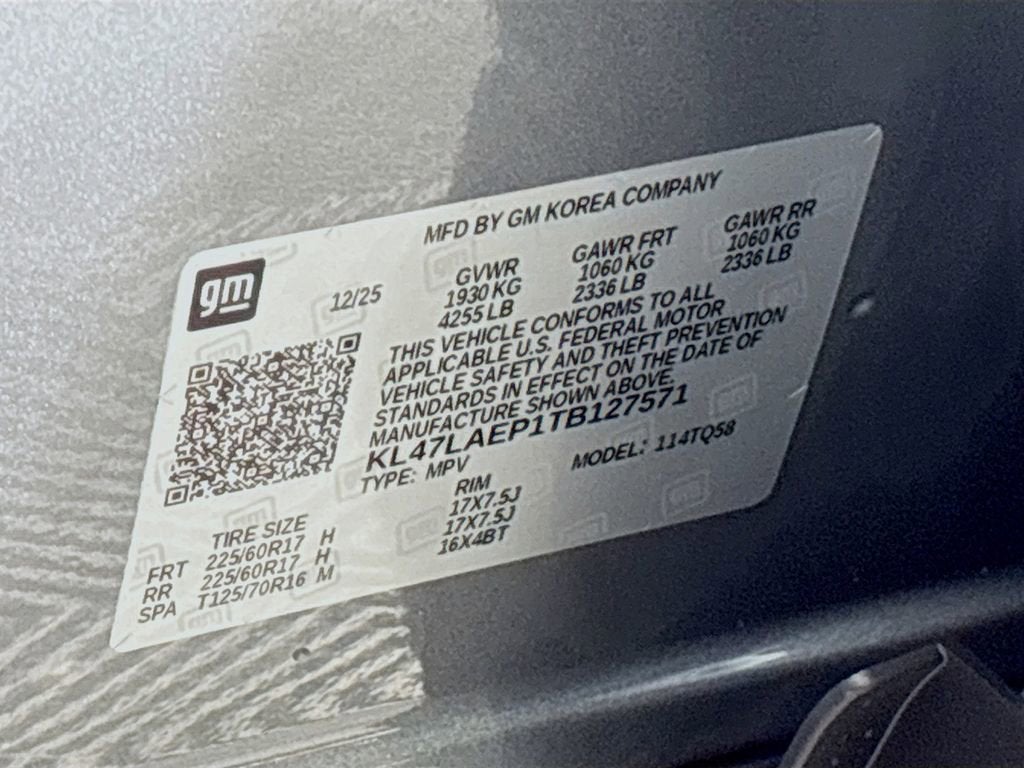 MFD BY GM KOREA COMPANY
gm
12/25
GVWR GAWR FRT GAWR RR
1930 KG 1060 KG 1060 KG
4255 LB 2336 LB 2336 LB
THIS VEHICLE CONFORMS TO ALL
APPLICABLE U.S. FEDERAL MOTOR
VEHICLE SAFETY AND THEFT PREVENTION
STANDARDS IN EFFECT ON THE DATE OF
MANUFACTURE SHOWN ABOVE.
KL47LAEP1TB127571
TYPE: MPV MODEL: 114TQ58
TIRE SIZE RIM
FRT 225/60R17 H 17X7.5J
RR 225/60R17 H 17X7.5J
SPA T125/70R16 M 16X4BT